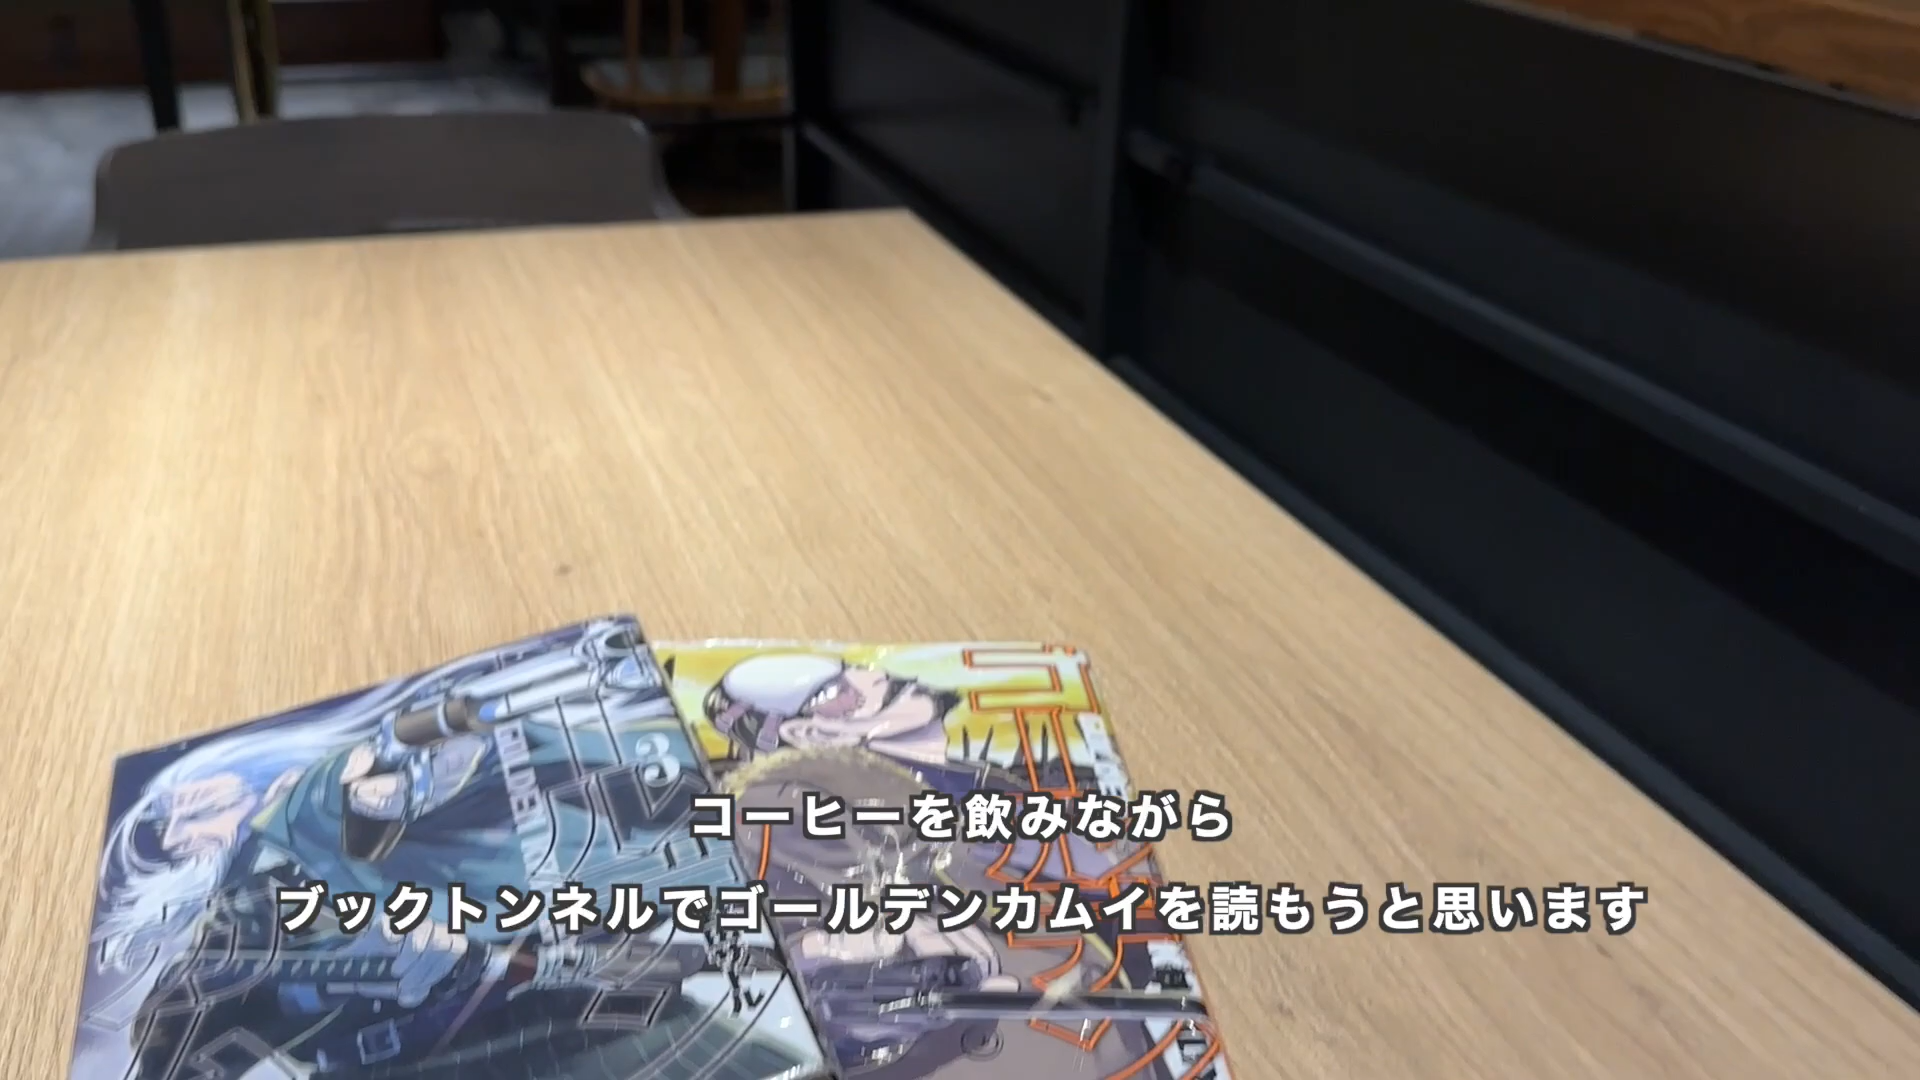 3
コーヒーを飲みながら
ブックトンネルでゴールデンカムイを読もうと思います